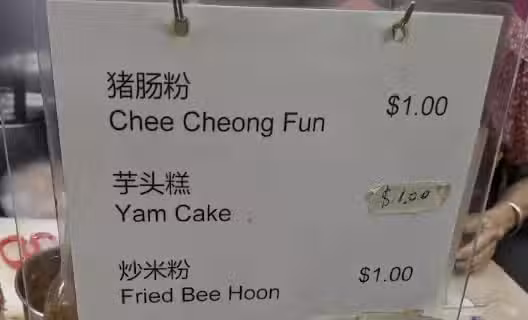 猪肠粉
Chee Cheong Fun $1.00
芋头糕
Yam Cake $1.00
炒米粉
Fried Bee Hoon $1.00